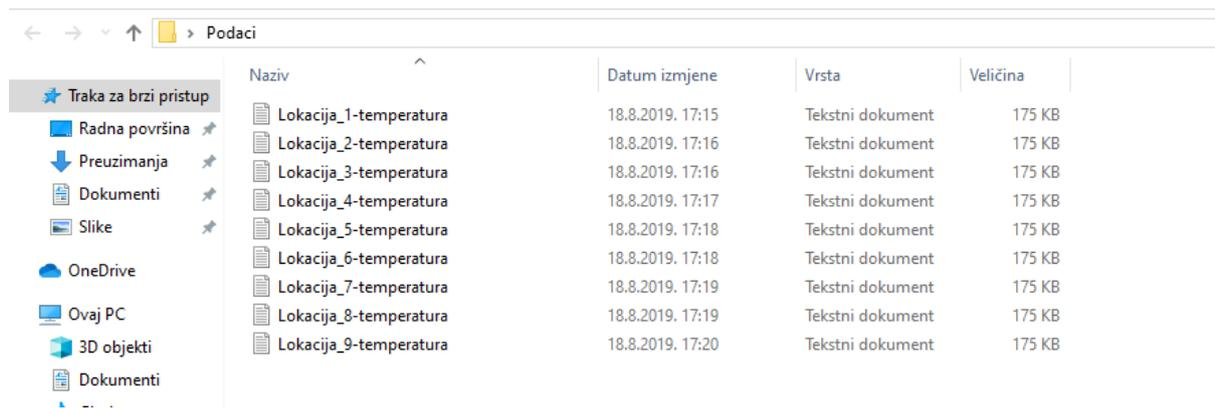 Podaci
Naziv Datum izmjene Vrsta Veličina
Traka za brzi pristup
Radna površina
Preuzimanja
Dokumenti
Slike
OneDrive
Ovaj PC
3D objekti
Dokumenti
Lokacija_1-temperatura 18.8.2019. 17:15 Tekstni dokument 175 KB
Lokacija_2-temperatura 18.8.2019. 17:16 Tekstni dokument 175 KB
Lokacija_3-temperatura 18.8.2019. 17:16 Tekstni dokument 175 KB
Lokacija_4-temperatura 18.8.2019. 17:17 Tekstni dokument 175 KB
Lokacija_5-temperatura 18.8.2019. 17:18 Tekstni dokument 175 KB
Lokacija_6-temperatura 18.8.2019. 17:18 Tekstni dokument 175 KB
Lokacija_7-temperatura 18.8.2019. 17:19 Tekstni dokument 175 KB
Lokacija_8-temperatura 18.8.2019. 17:19 Tekstni dokument 175 KB
Lokacija_9-temperatura 18.8.2019. 17:20 Tekstni dokument 175 KB